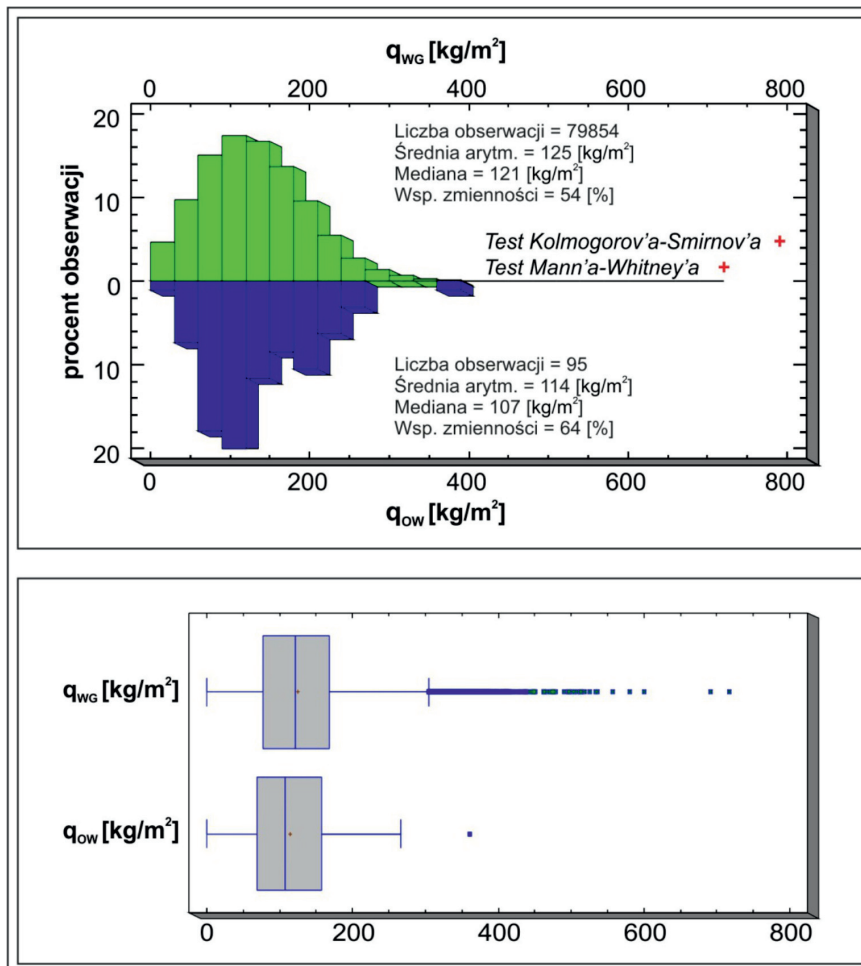 q_WG [kg/m²]
0 200 400 600 800
20
10
0
10
20
procent obserwacji
Liczba obserwacji = 79854
Średnia arytm. = 125 [kg/m²]
Mediana = 121 [kg/m²]
Wsp. zmienności = 54 [%]
Test Kolmogorov'a-Smirnov'a +
Test Mann'a-Whitney'a +
Liczba obserwacji = 95
Średnia arytm. = 114 [kg/m²]
Mediana = 107 [kg/m²]
Wsp. zmienności = 64 [%]
0 200 400 600 800
q_OW [kg/m²]
q_WG [kg/m²]
q_OW [kg/m²]
0 200 400 600 800